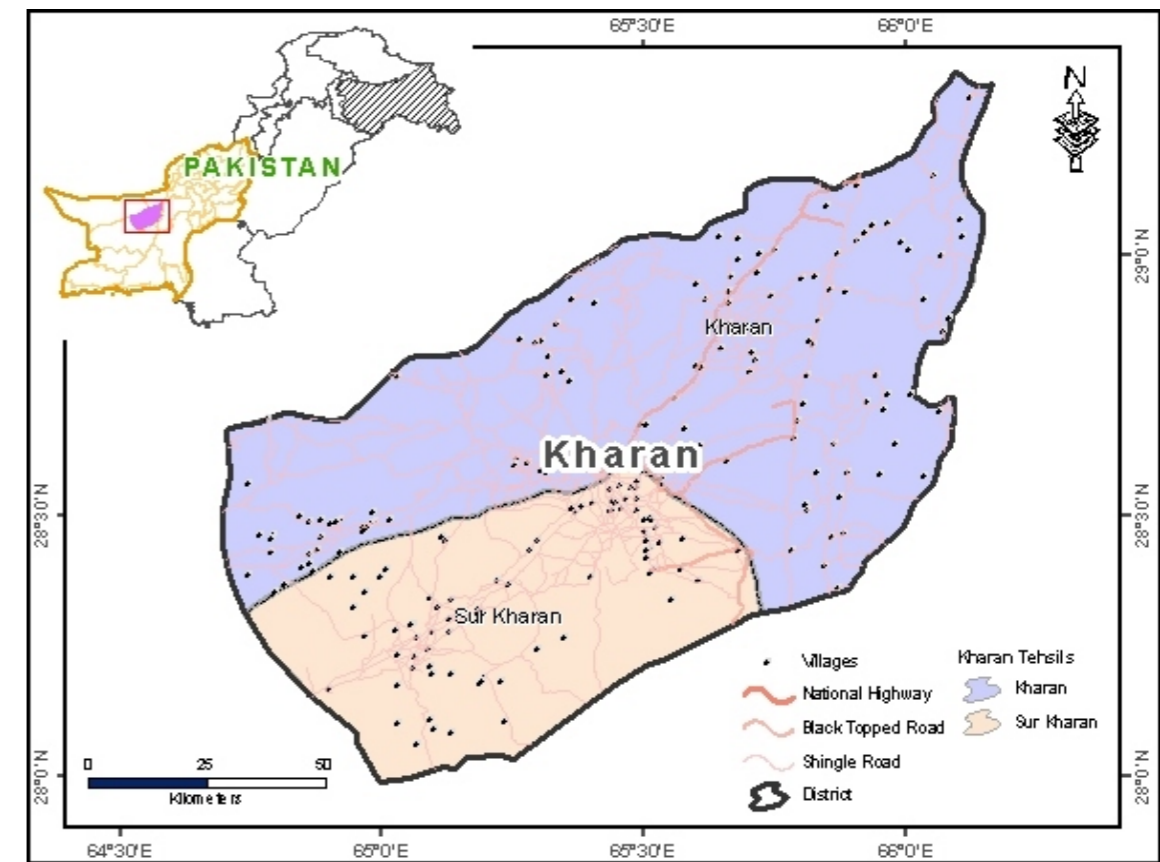 65°30'E
66°0'E
N
PAKISTAN
29°0'N
29°0'N
Kharan
Kharan
28°30'N
28°30'N
Sur Kharan
Villages
National Highway
Black Topped Road
Shingle Road
District
Kharan Tehsils
Kharan
Sur Kharan
0
25
50
Kilometers
28°0'N
28°0'N
64°30'E
65°0'E
65°30'E
66°0'E